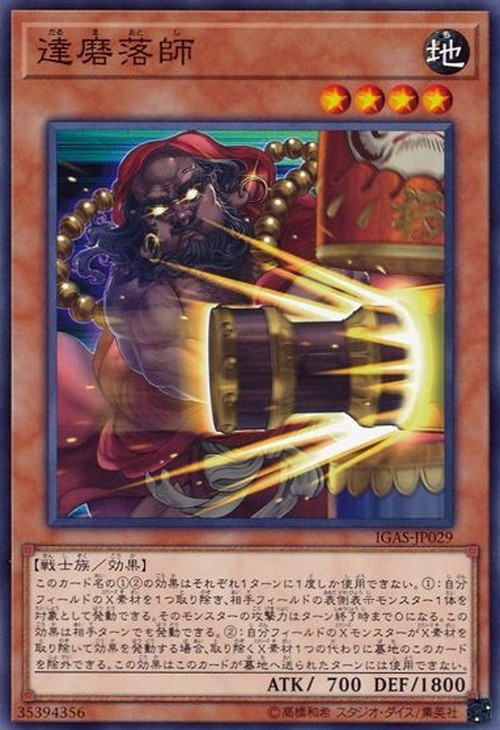 達磨落師
地
IGAS-JP029
【戦士族／効果】
このカード名の①②の効果はそれぞれ1ターンに1度しか使用できない。①：自分
フィールドのX素材を1つ取り除き、相手フィールドの表側表示モンスター1体を
対象として発動できる。そのモンスターの攻撃力はターン終了時まで0になる。この
効果は相手ターンでも発動できる。②：自分フィールドのXモンスターがX素材を
取り除いて効果を発動する場合、取り除くX素材1つの代わりに墓地のこのカード
を除外できる。この効果はこのカードが墓地へ送られたターンには使用できない。
ATK/ 700 DEF/1800
35394356
©高橋和希 スタジオ・ダイス/集英社